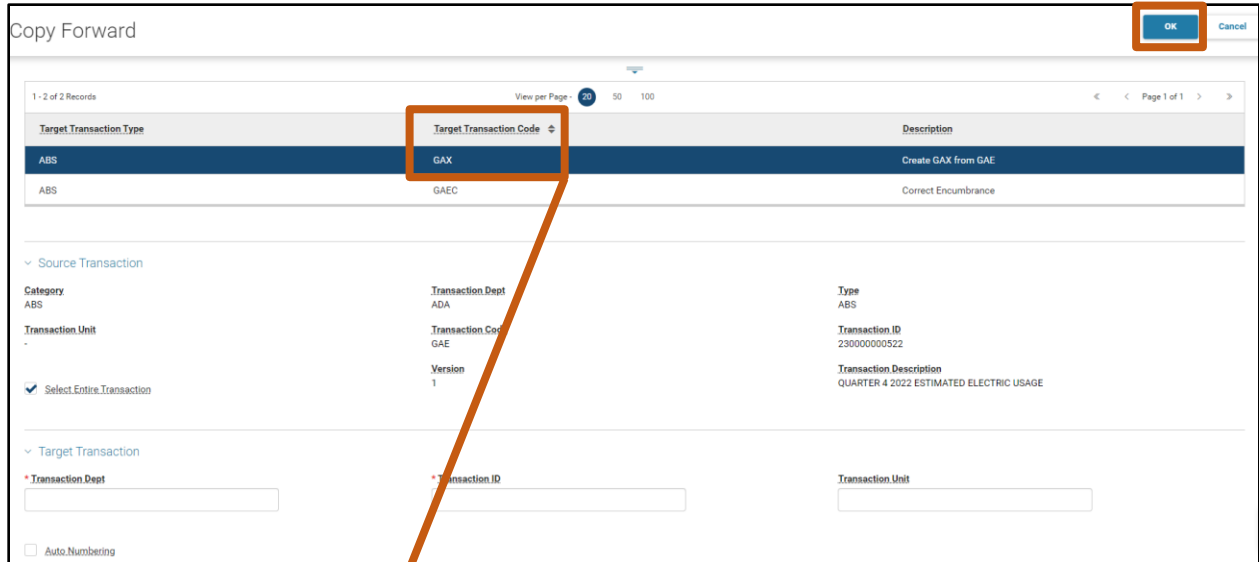 Copy Forward
OK Cancel
1 - 2 of 2 Records View per Page - 20 50 100 Page 1 of 1
Target Transaction Type Target Transaction Code Description
ABS GAX Create GAX from GAE
ABS GAEC Correct Encumbrance
Source Transaction
Category Transaction Dept Type
ABS ADA ABS
Transaction Unit Transaction Cod Transaction ID
- GAE 230000000522
Version Transaction Description
Select Entire Transaction 1 QUARTER 4 2022 ESTIMATED ELECTRIC USAGE
Target Transaction
* Transaction Dept * Transaction ID Transaction Unit
Auto Numbering